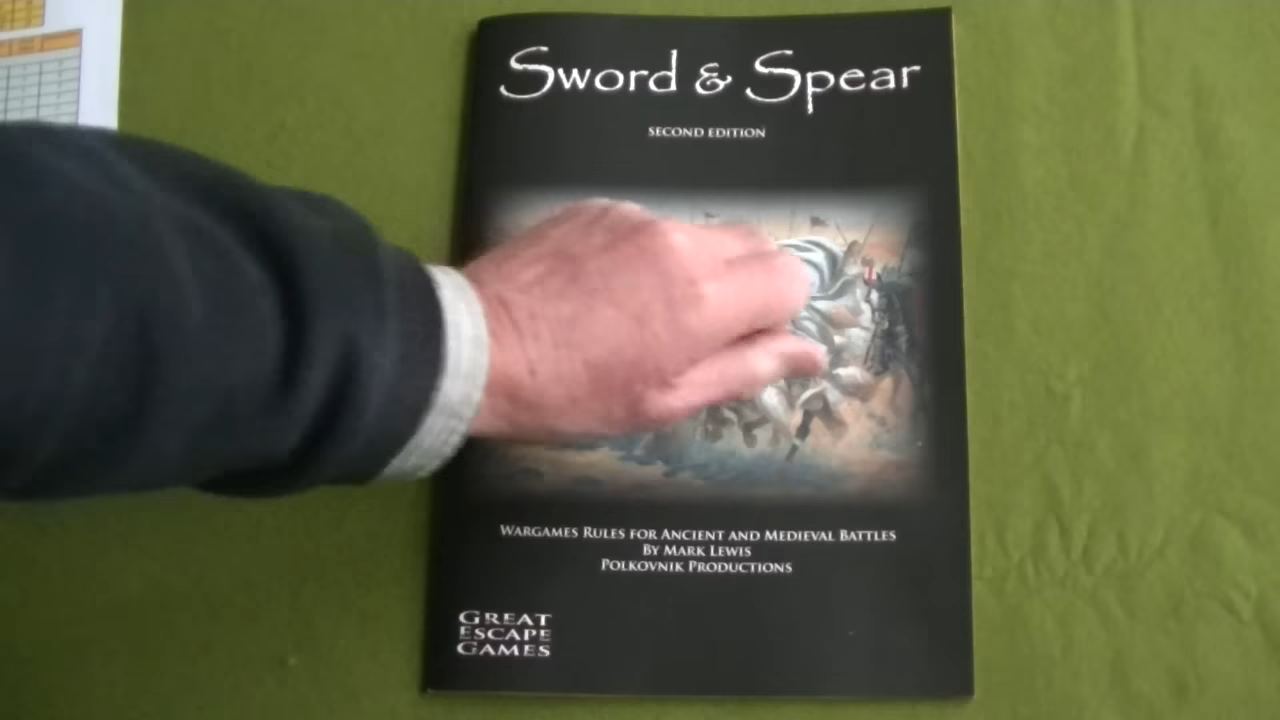 Sword & Spear
SECOND EDITION
WARGAMES RULES FOR ANCIENT AND MEDIEVAL BATTLES
BY MARK LEWIS
POLKOVNIK PRODUCTIONS
GREAT
ESCAPE
GAMES